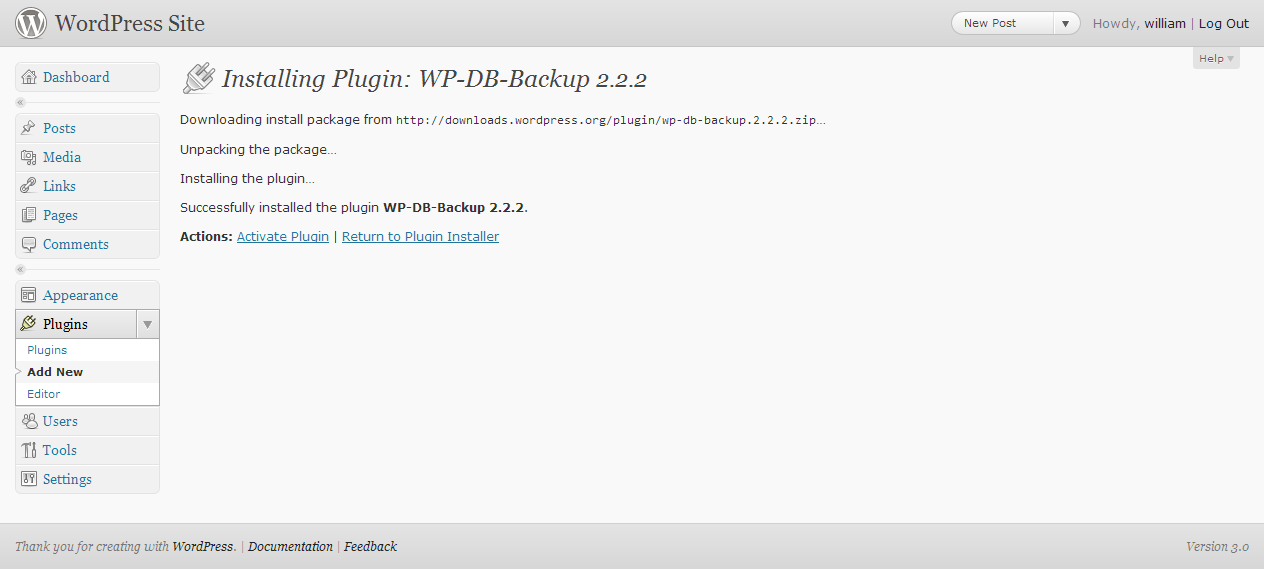 WordPress Site
New Post ▼
Howdy, william | Log Out
Help
Dashboard
Posts
Media
Links
Pages
Comments
Appearance
Plugins
Plugins
Add New
Editor
Users
Tools
Settings
Installing Plugin: WP-DB-Backup 2.2.2
Downloading install package from http://downloads.wordpress.org/plugin/wp-db-backup.2.2.2.zip…
Unpacking the package…
Installing the plugin…
Successfully installed the plugin WP-DB-Backup 2.2.2.
Actions: Activate Plugin | Return to Plugin Installer
Thank you for creating with WordPress. | Documentation | Feedback
Version 3.0